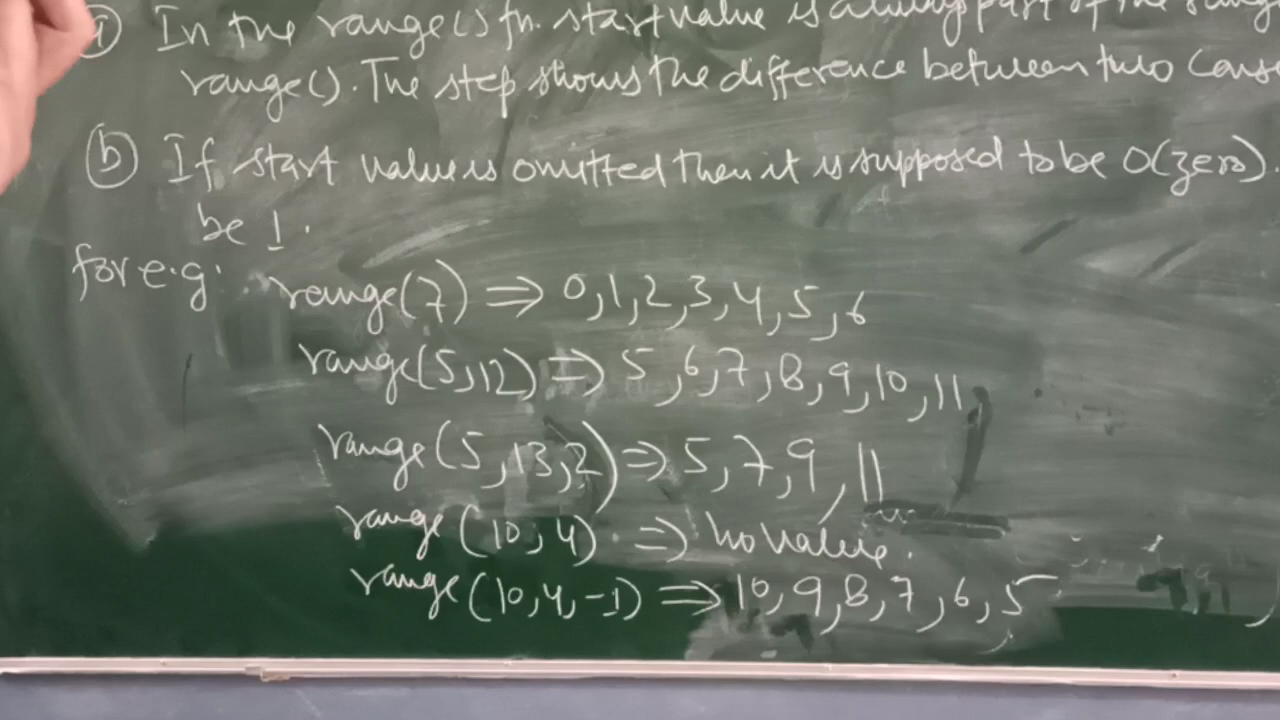 a) In the range() fn. start value is always part of the range
range(). The step shows the difference between two
b) If start value is omitted then it is supposed to be 0(zero).
be 1.
for e.g:
range(7) ⇒ 0,1,2,3,4,5,6
range(5,12) ⇒ 5,6,7,8,9,10,11
range(5,13,2) ⇒ 5,7,9,11
range(10,4) ⇒ No value.
range(10,4,-1) ⇒ 10,9,8,7,6,5